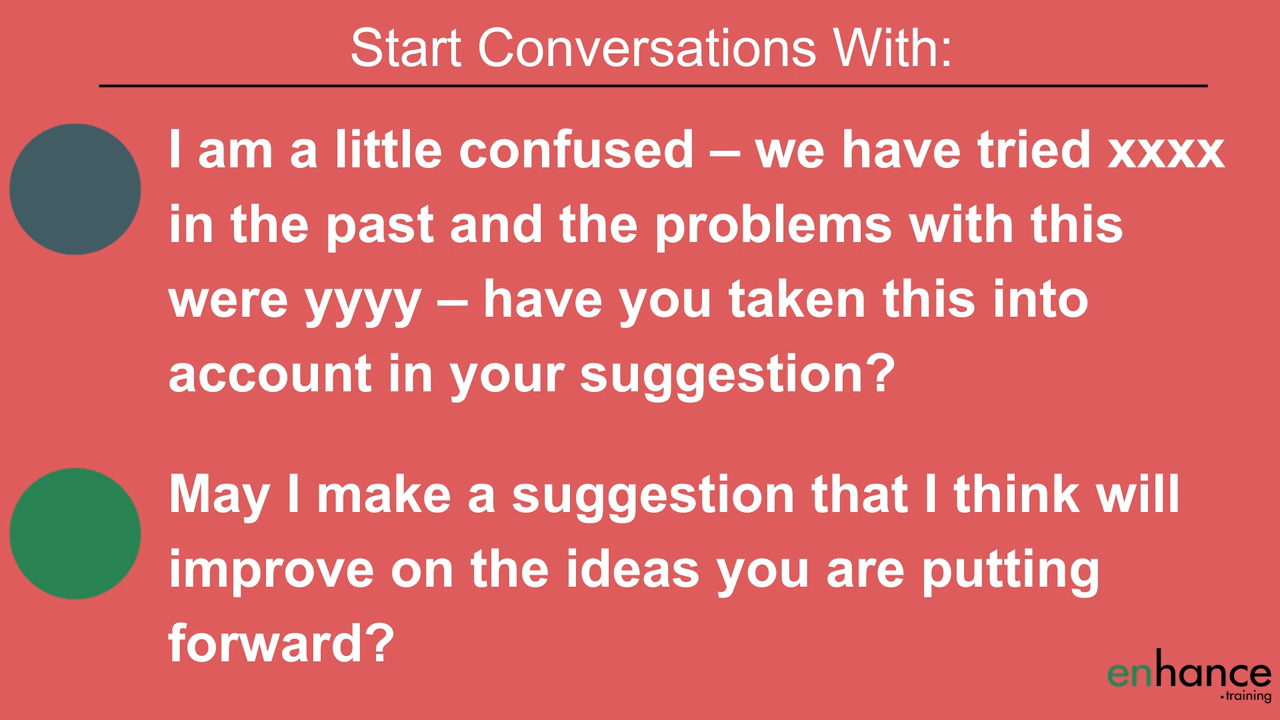 Start Conversations With:
I am a little confused – we have tried xxxx
in the past and the problems with this
were yyyy – have you taken this into
account in your suggestion?
May I make a suggestion that I think will
improve on the ideas you are putting
forward?
enhance
•training